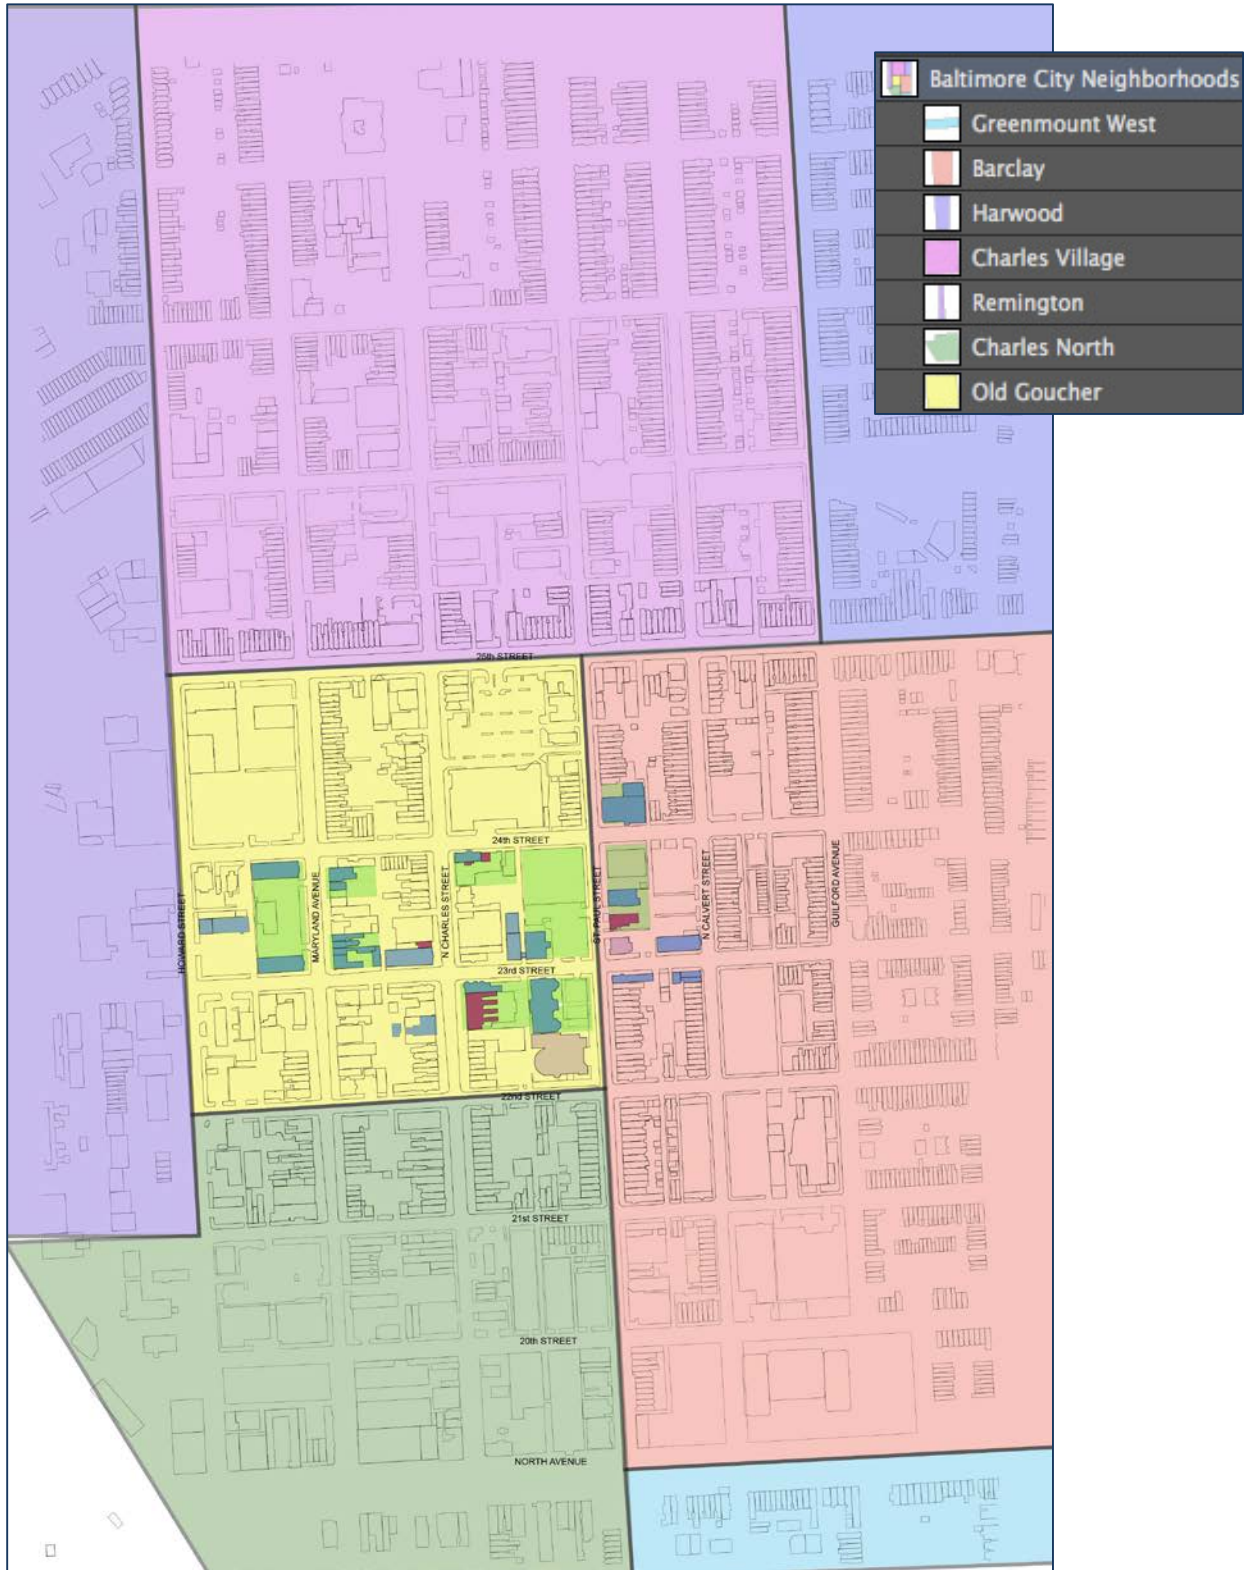 Baltimore City Neighborhoods
Greenmount West
Barclay
Harwood
Charles Village
Remington
Charles North
Old Goucher
25th STREET
24th STREET
HOWARD STREET
MARYLAND AVENUE
N CHARLES STREET
ST. PAUL STREET
N CALVERT STREET
GUILFORD AVENUE
23rd STREET
22nd STREET
21st STREET
20th STREET
NORTH AVENUE